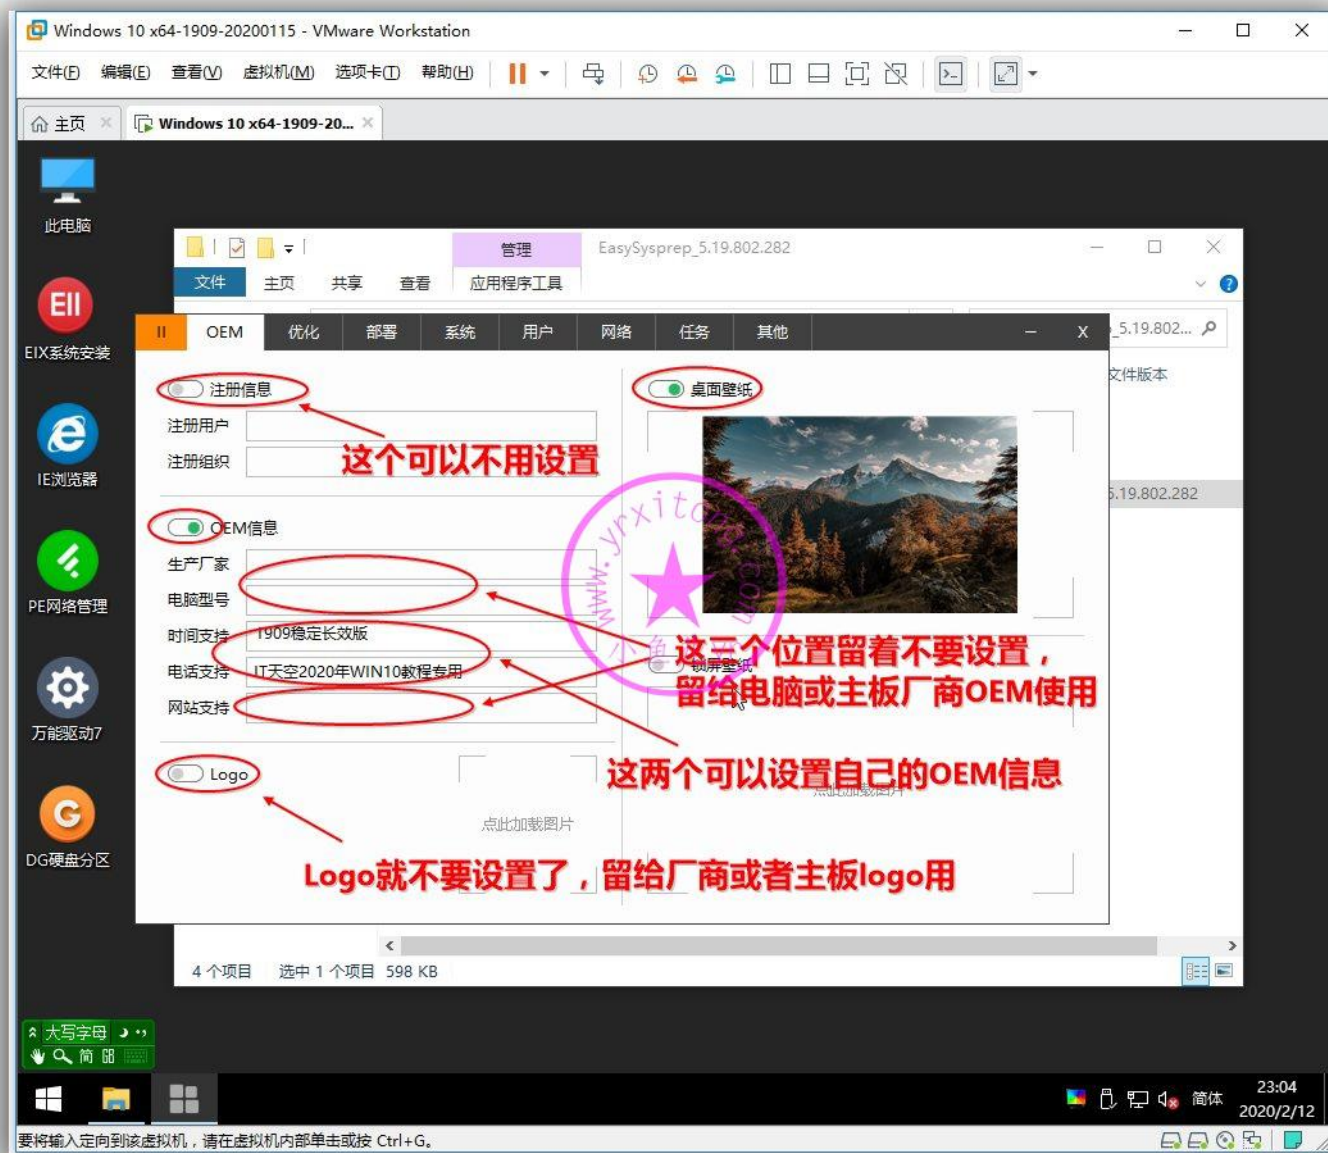 Windows 10 x64-1909-20200115 - VMware Workstation
文件(F) 编辑(E) 查看(V) 虚拟机(M) 选项卡(T) 帮助(H)
主页 Windows 10 x64-1909-20...
此电脑
EII
EIX系统安装
IE浏览器
PE网络管理
万能驱动7
DG硬盘分区
管理 EasySysprep_5.19.802.282
文件 主页 共享 查看 应用程序工具
_5.19.802...
文件版本
5.19.802.282
OEM 优化 部署 系统 用户 网络 任务 其他
注册信息
注册用户
注册组织
这个可以不用设置
OEM信息
生产厂家
电脑型号
时间支持 1909稳定长效版
电话支持 IT天空2020年WIN10教程专用
网站支持
Logo
点此加载图片
桌面壁纸
锁屏壁纸
点此加载图片
www.yrxitong.com
这三个位置留着不要设置，
留给电脑或主板厂商OEM使用
这两个可以设置自己的OEM信息
Logo就不要设置了，留给厂商或者主板logo用
4 个项目 选中 1 个项目 598 KB
大写字母
简
简体
23:04
2020/2/12
要将输入定向到该虚拟机，请在虚拟机内部单击或按 Ctrl+G。